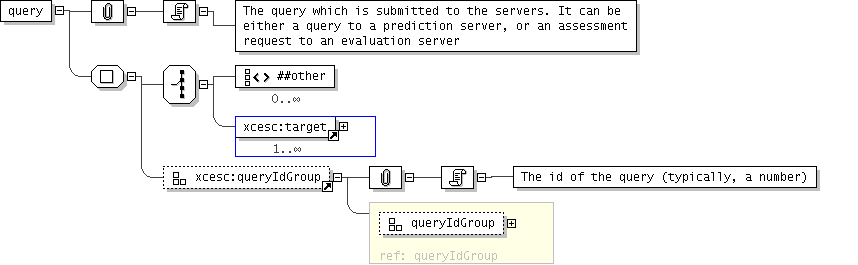 query
The query which is submitted to the servers. It can be
either a query to a prediction server, or an assessment
request to an evaluation server
##other
0..∞
xcesc:target
1..∞
xcesc:queryIdGroup
The id of the query (typically, a number)
queryIdGroup
ref: queryIdGroup